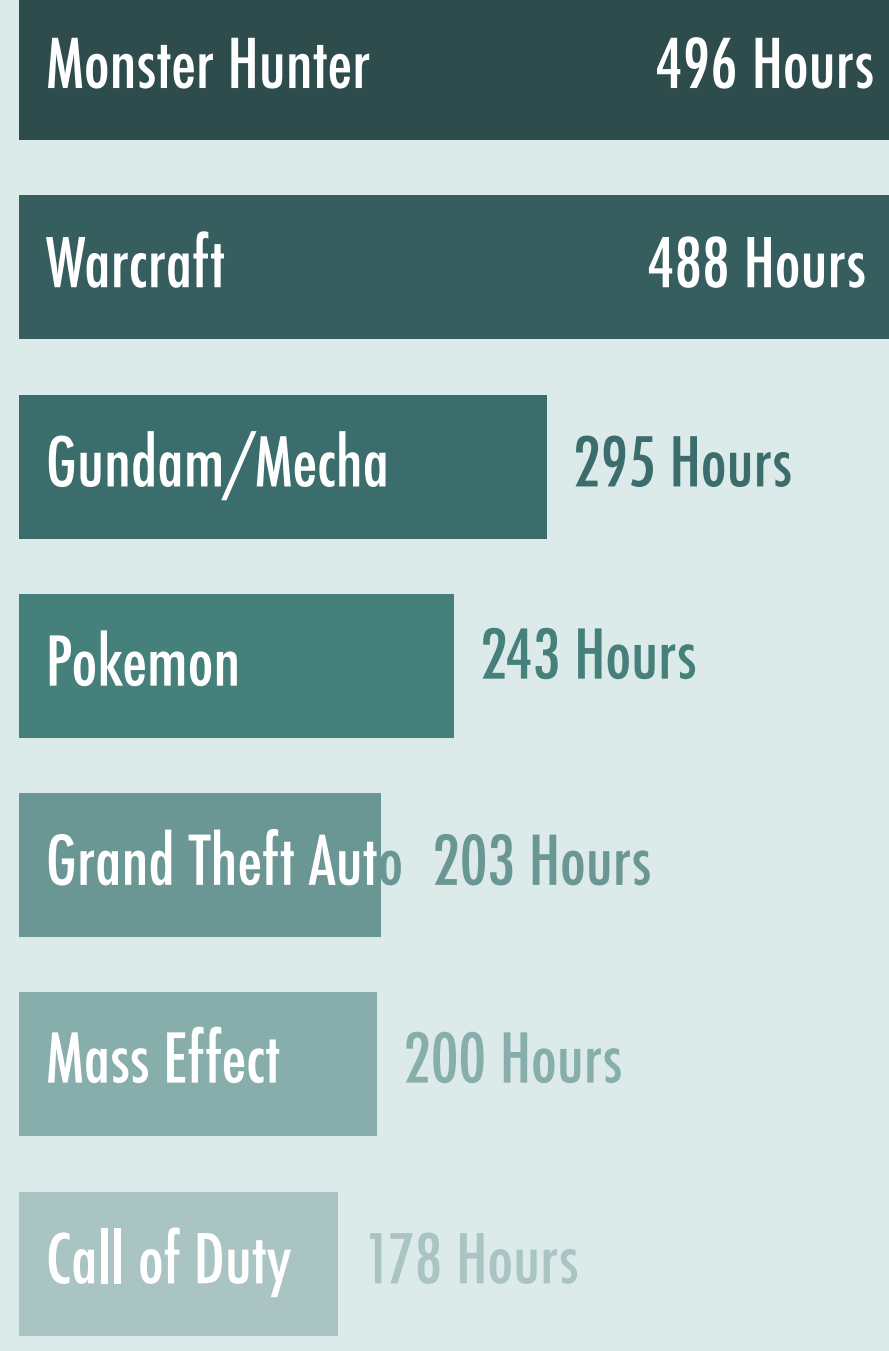 Monster Hunter 496 Hours
Warcraft 488 Hours
Gundam/Mecha 295 Hours
Pokemon 243 Hours
Grand Theft Auto 203 Hours
Mass Effect 200 Hours
Call of Duty 178 Hours